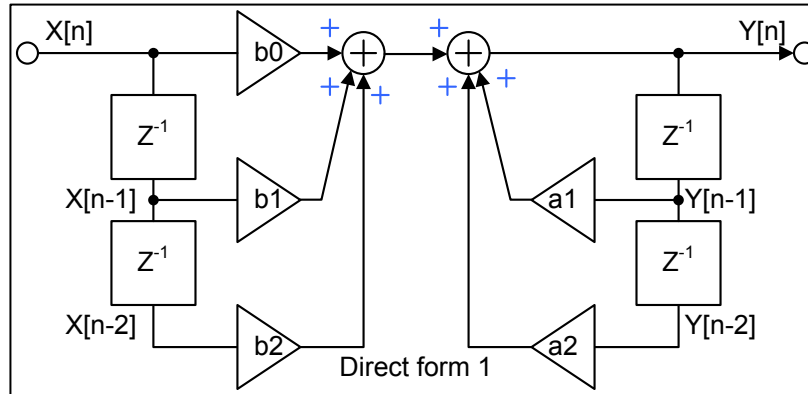 X[n]
Y[n]
b0
+
+
+
+
+
+
+
+
Z-1
Z-1
X[n-1]
b1
a1
Y[n-1]
Z-1
Z-1
X[n-2]
b2
a2
Y[n-2]
Direct form 1